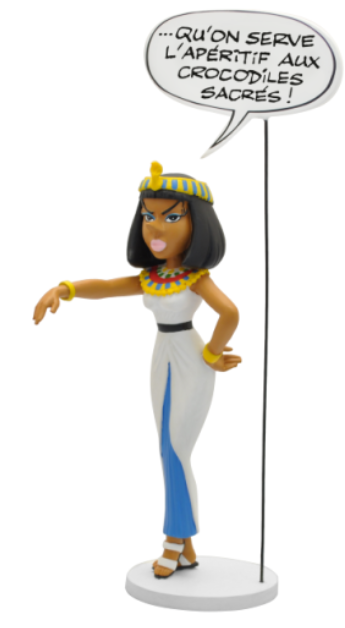 ...QU'ON SERVE
L'APÉRITIF AUX
CROCODILES
SACRÉS !